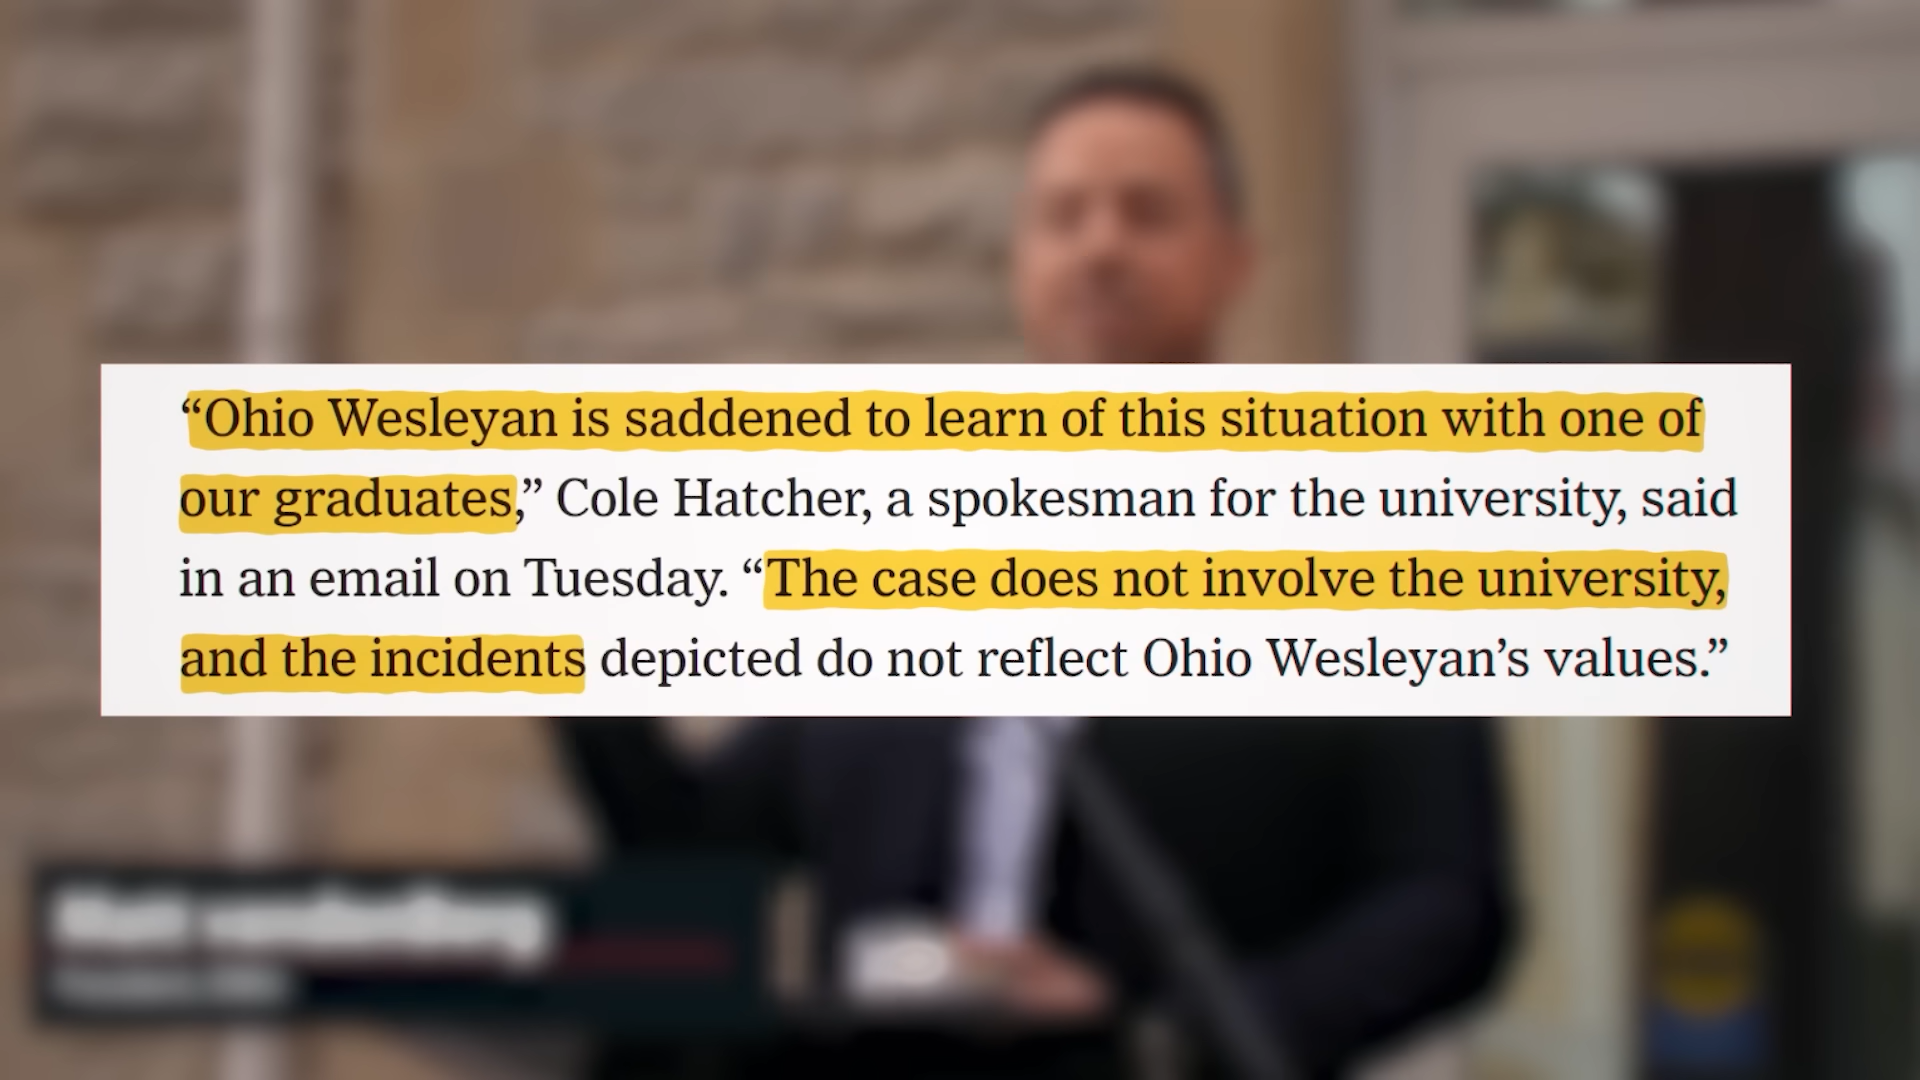 “Ohio Wesleyan is saddened to learn of this situation with one of
our graduates,” Cole Hatcher, a spokesman for the university, said
in an email on Tuesday. “The case does not involve the university,
and the incidents depicted do not reflect Ohio Wesleyan’s values.”